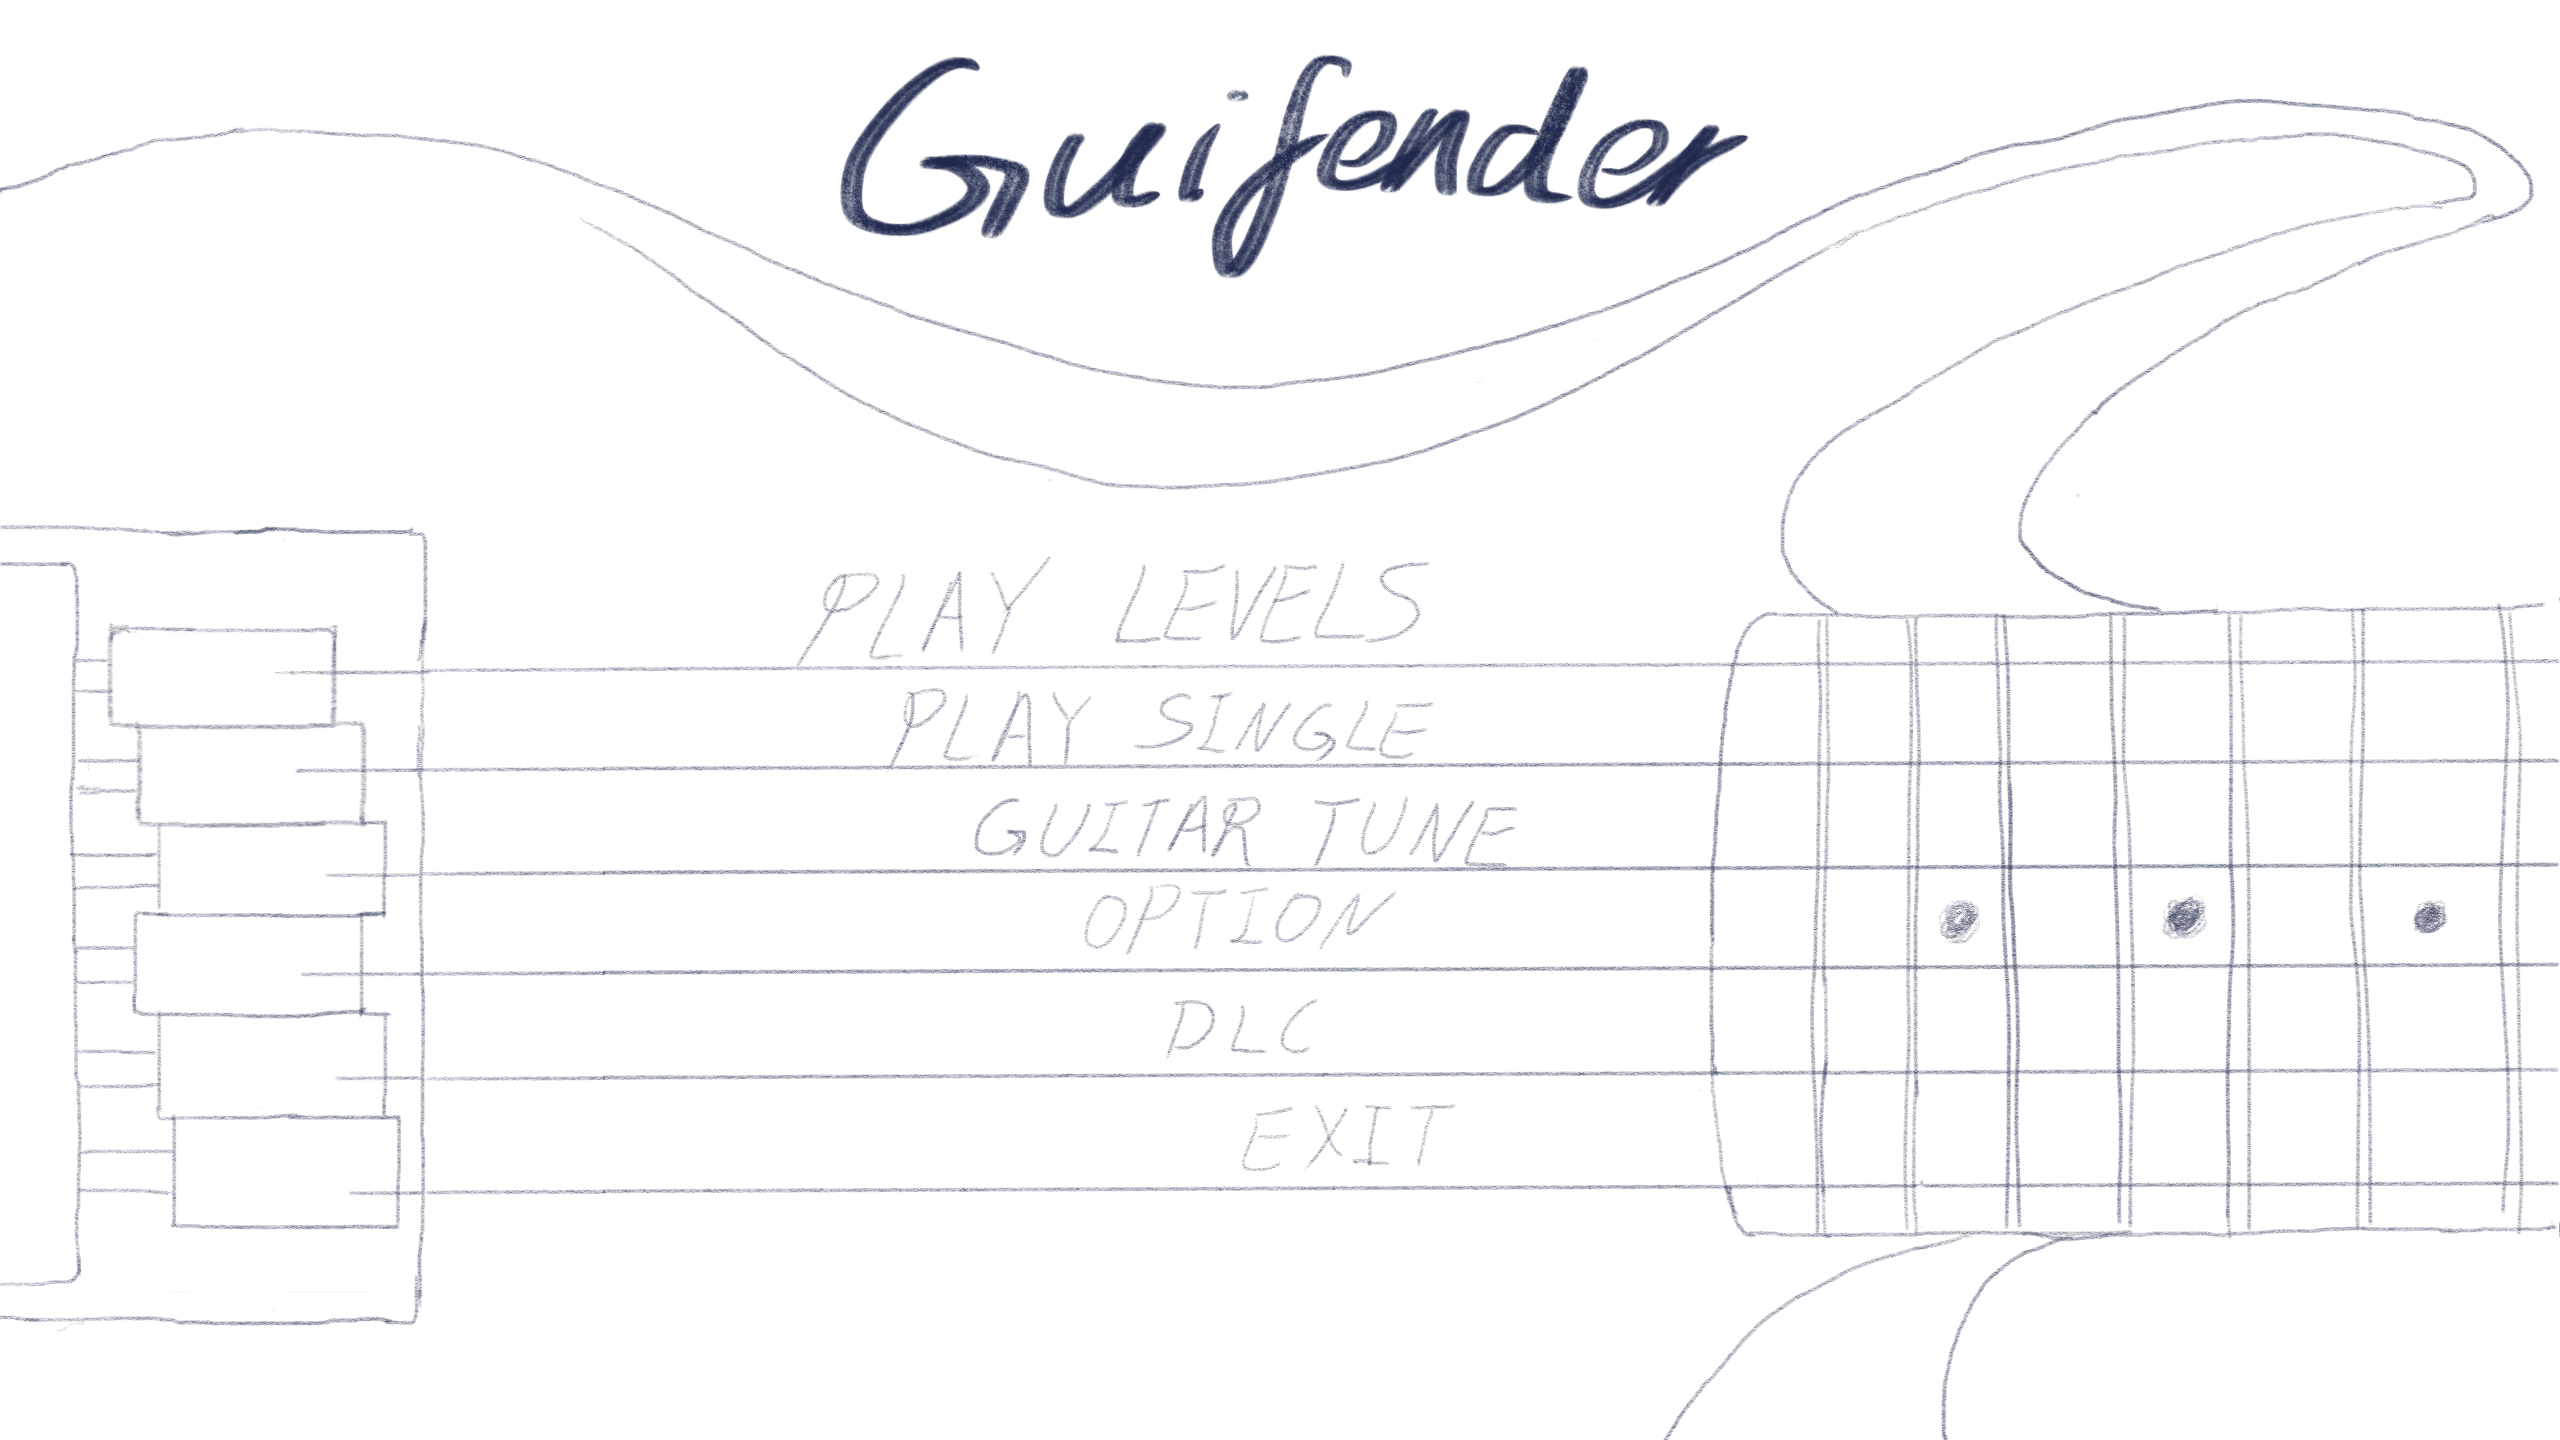 Guifender
PLAY LEVELS
PLAY SINGLE
GUITAR TUNE
OPTION
DLC
EXIT